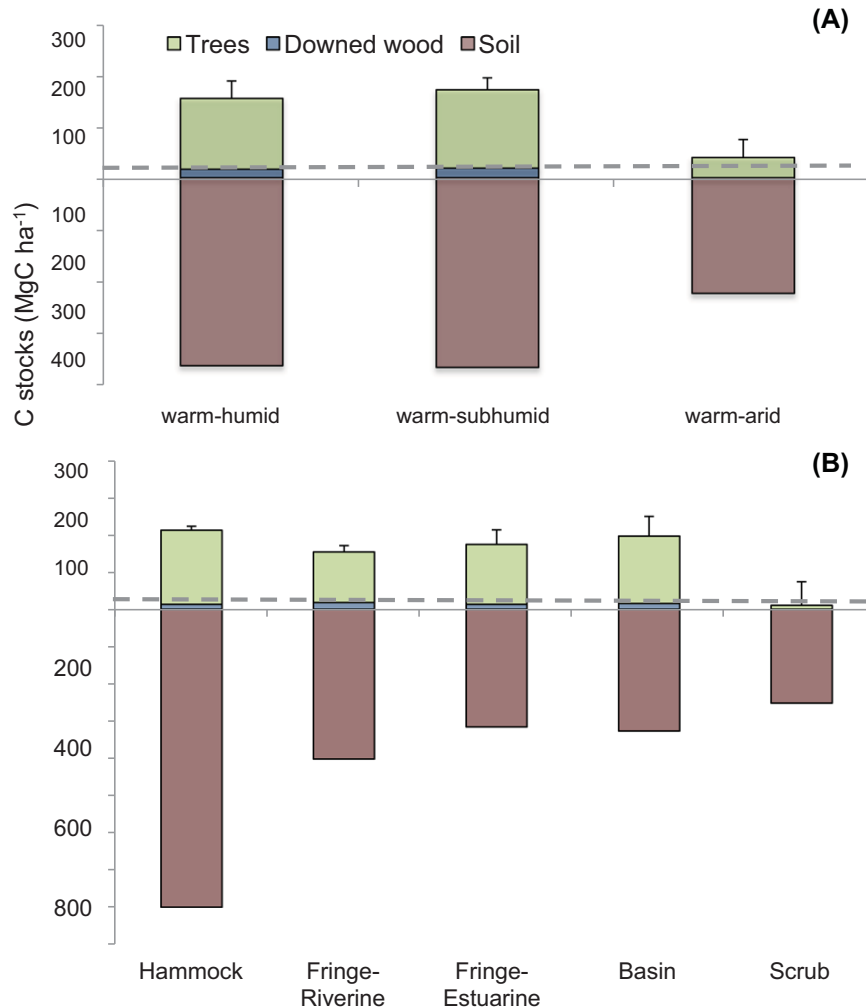 (A)
300
Trees Downed wood Soil
200
100
100
200
300
400
C stocks (MgC ha-1)
warm-humid warm-subhumid warm-arid
(B)
300
200
100
200
400
600
800
Hammock Fringe- Fringe- Basin Scrub
Riverine Estuarine